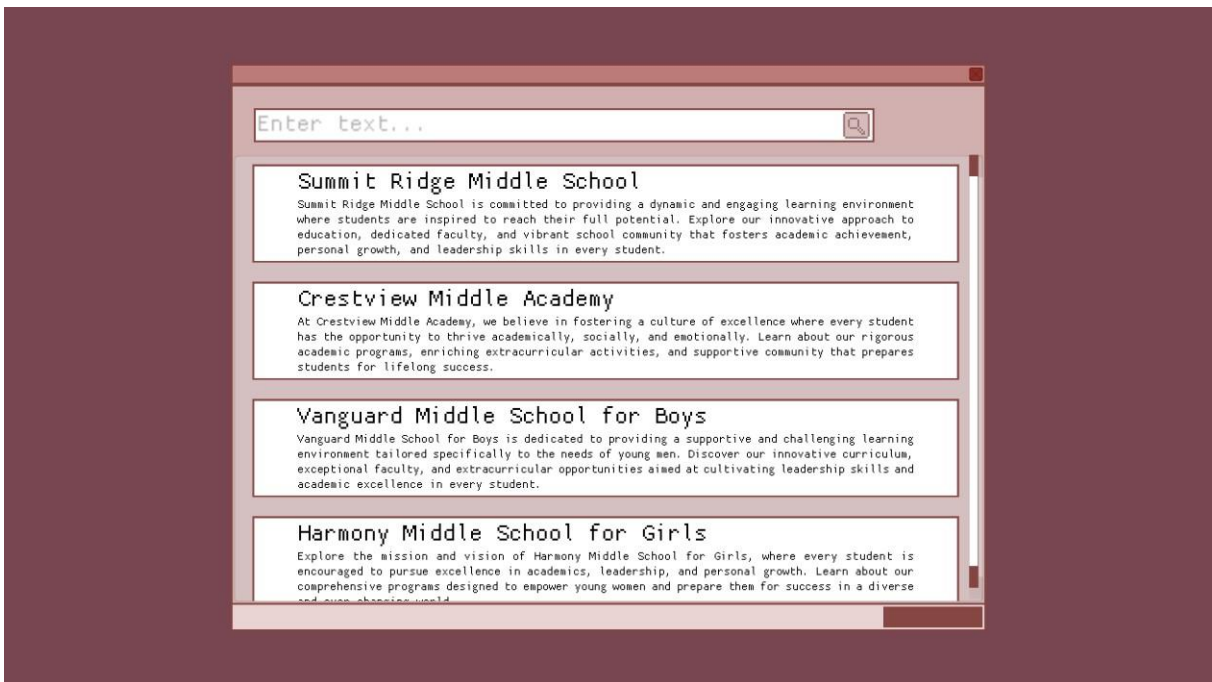 Enter text...
Summit Ridge Middle School
Summit Ridge Middle School is committed to providing a dynamic and engaging learning environment
where students are inspired to reach their full potential. Explore our innovative approach to
education, dedicated faculty, and vibrant school community that fosters academic achievement,
personal growth, and leadership skills in every student.
Crestview Middle Academy
At Crestview Middle Academy, we believe in fostering a culture of excellence where every student
has the opportunity to thrive academically, socially, and emotionally. Learn about our rigorous
academic programs, enriching extracurricular activities, and supportive community that prepares
students for lifelong success.
Vanguard Middle School for Boys
Vanguard Middle School for Boys is dedicated to providing a supportive and challenging learning
environment tailored specifically to the needs of young men. Discover our innovative curriculum,
exceptional faculty, and extracurricular opportunities aimed at cultivating leadership skills and
academic excellence in every student.
Harmony Middle School for Girls
Explore the mission and vision of Harmony Middle School for Girls, where every student is
encouraged to pursue excellence in academics, leadership, and personal growth. Learn about our
comprehensive programs designed to empower young women and prepare them for success in a diverse